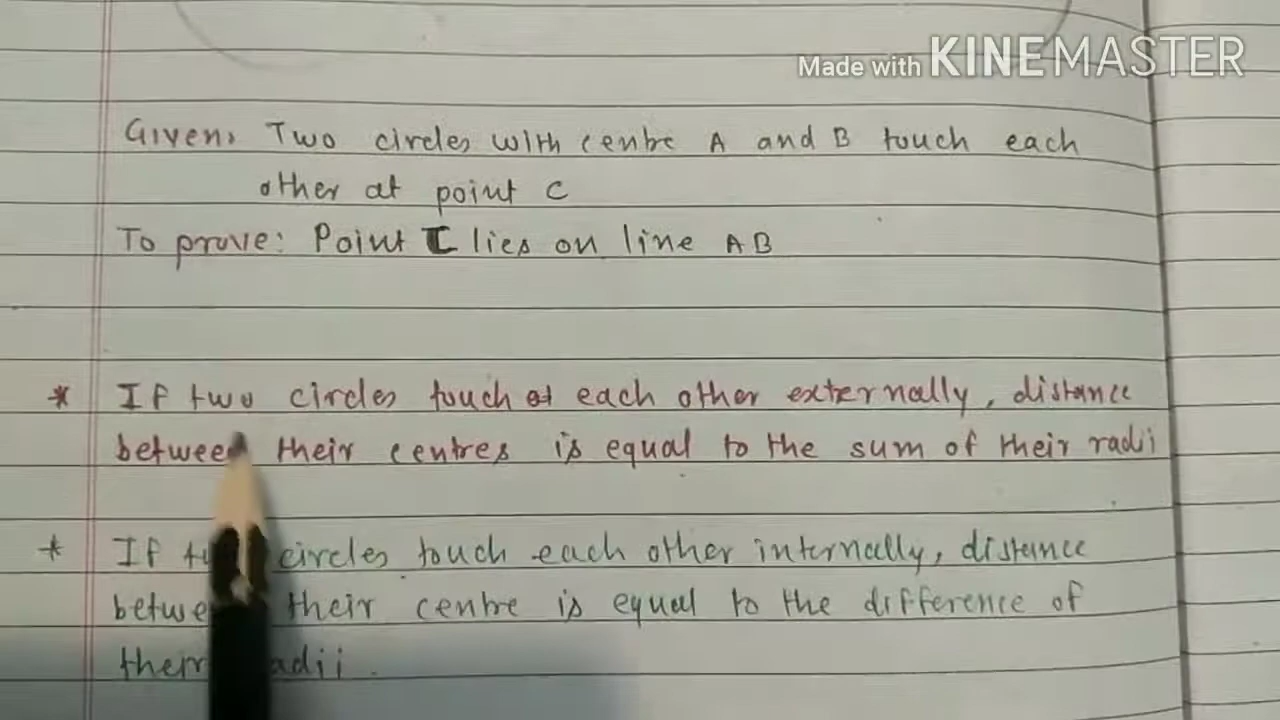 Made with KINEMASTER
Given, Two circles with centre A and B touch each
other at point C
To prove: Point C lies on line AB
* If two circles touch each other externally, distance
between their centres is equal to the sum of their radii
* If circles touch each other internally, distance
their centre is equal to the difference of
their radii.